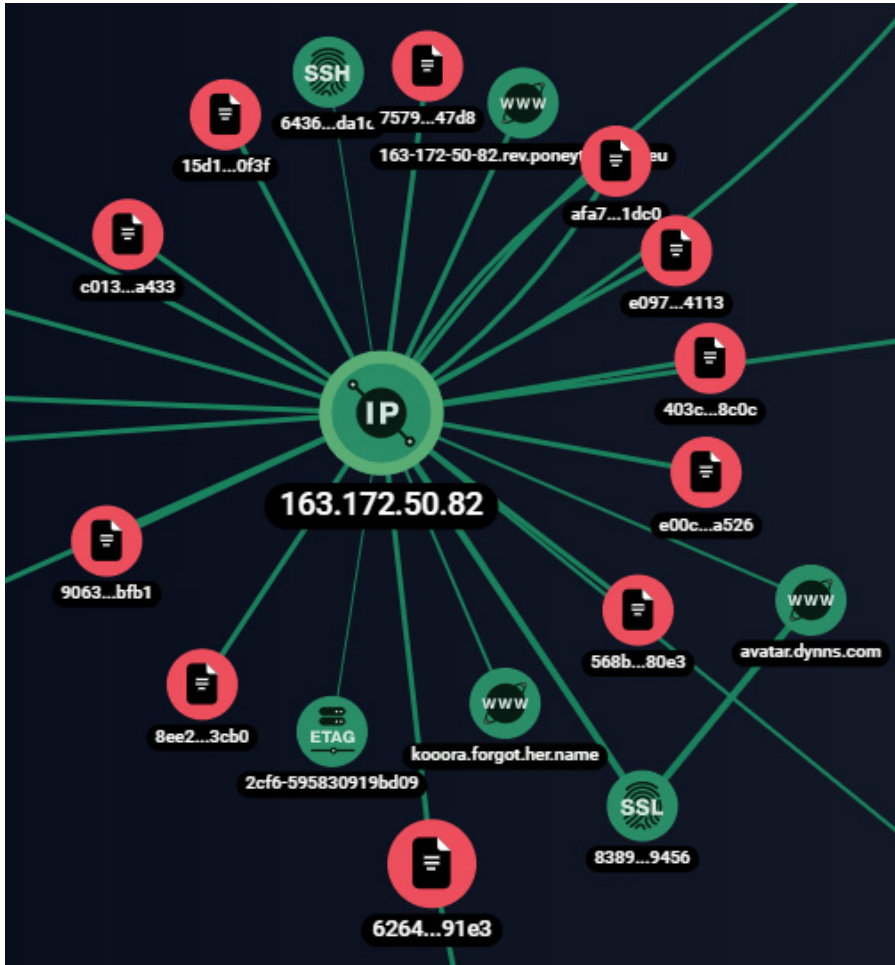 SSH
6436...da1c
7579...47d8
www
163-172-50-82.rev.poneyt
eu
15d1...0f3f
afa7...1dc0
c013...a433
e097...4113
IP
403c...8c0c
163.172.50.82
e00c...a526
9063...bfb1
www
568b...80e3
avatar.dynns.com
8ee2...3cb0
ETAG
www
2cf6-595830919bd09
kooora.forgot.her.name
SSL
8389...9456
6264...91e3